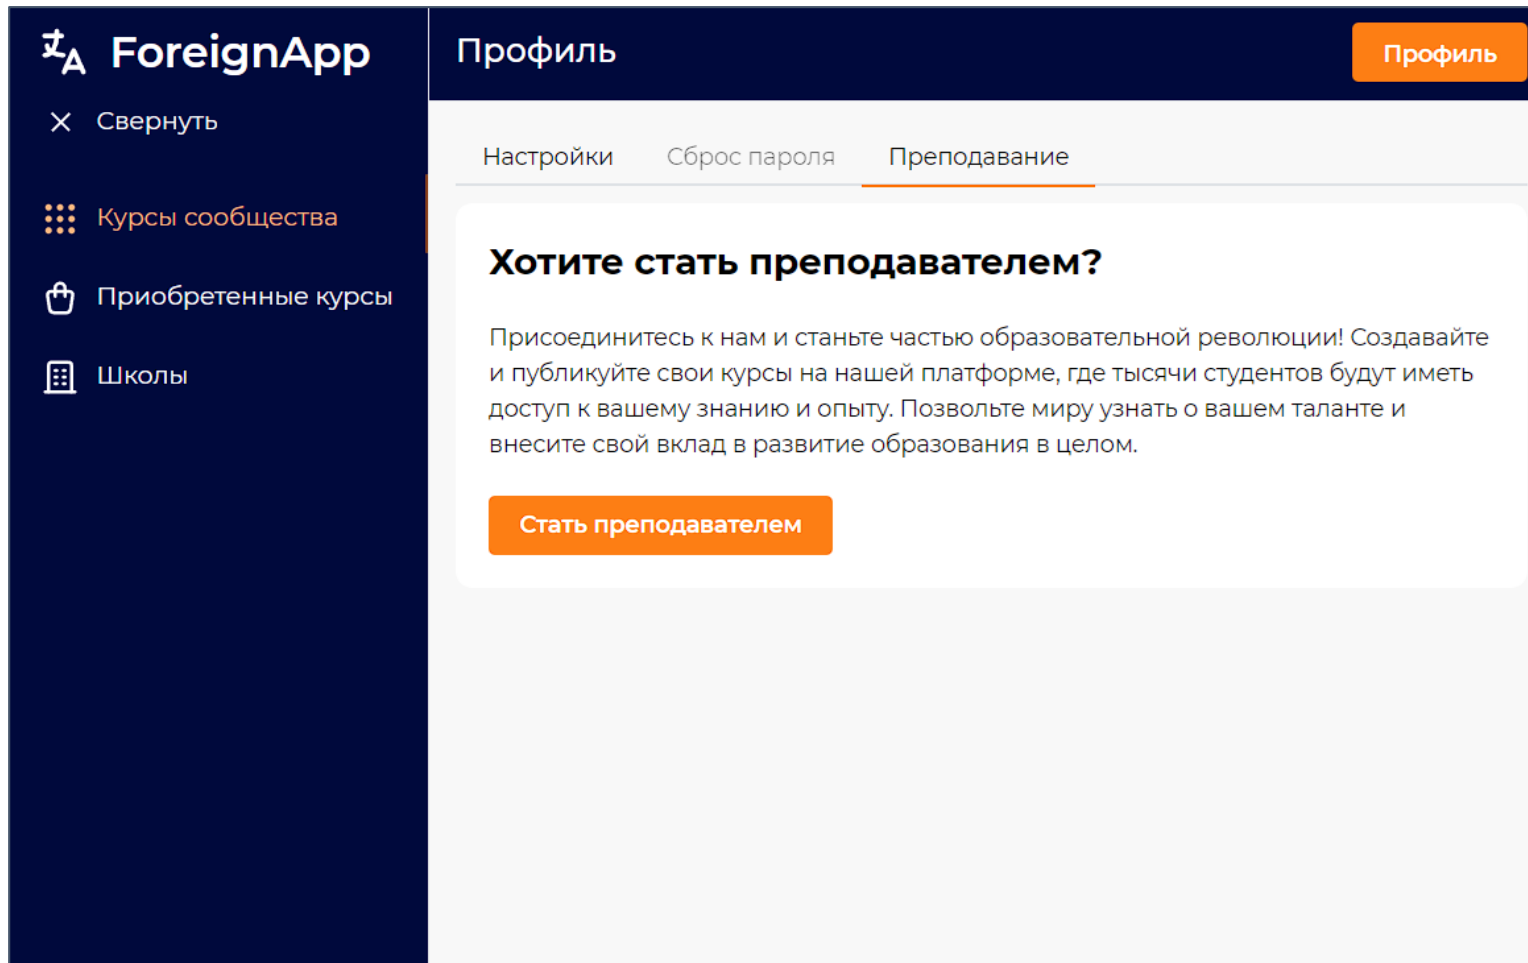 ForeignApp
Свернуть
Курсы сообщества
Приобретенные курсы
Школы
Профиль
Профиль
Настройки
Сброс пароля
Преподавание
Хотите стать преподавателем?
Присоединитесь к нам и станьте частью образовательной революции! Создавайте
и публикуйте свои курсы на нашей платформе, где тысячи студентов будут иметь
доступ к вашему знанию и опыту. Позвольте миру узнать о вашем таланте и
внесите свой вклад в развитие образования в целом.
Стать преподавателем